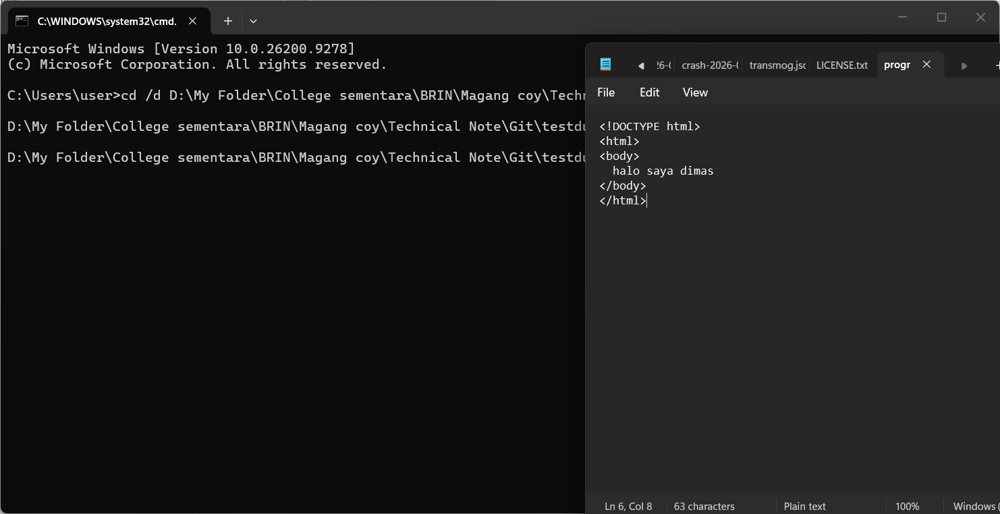 C:\WINDOWS\system32\cmd.
Microsoft Windows [Version 10.0.26200.9278]
(c) Microsoft Corporation. All rights reserved.
C:\Users\user>cd /d D:\My Folder\College sementara\BRIN\Magang coy\Techn
D:\My Folder\College sementara\BRIN\Magang coy\Technical Note\Git\testdu
D:\My Folder\College sementara\BRIN\Magang coy\Technical Note\Git\testdu
crash-2026-0 transmog.jso LICENSE.txt progr
File Edit View
<!DOCTYPE html>
<html>
<body>
halo saya dimas
</body>
</html>
Ln 6, Col 8 63 characters Plain text 100% Windows